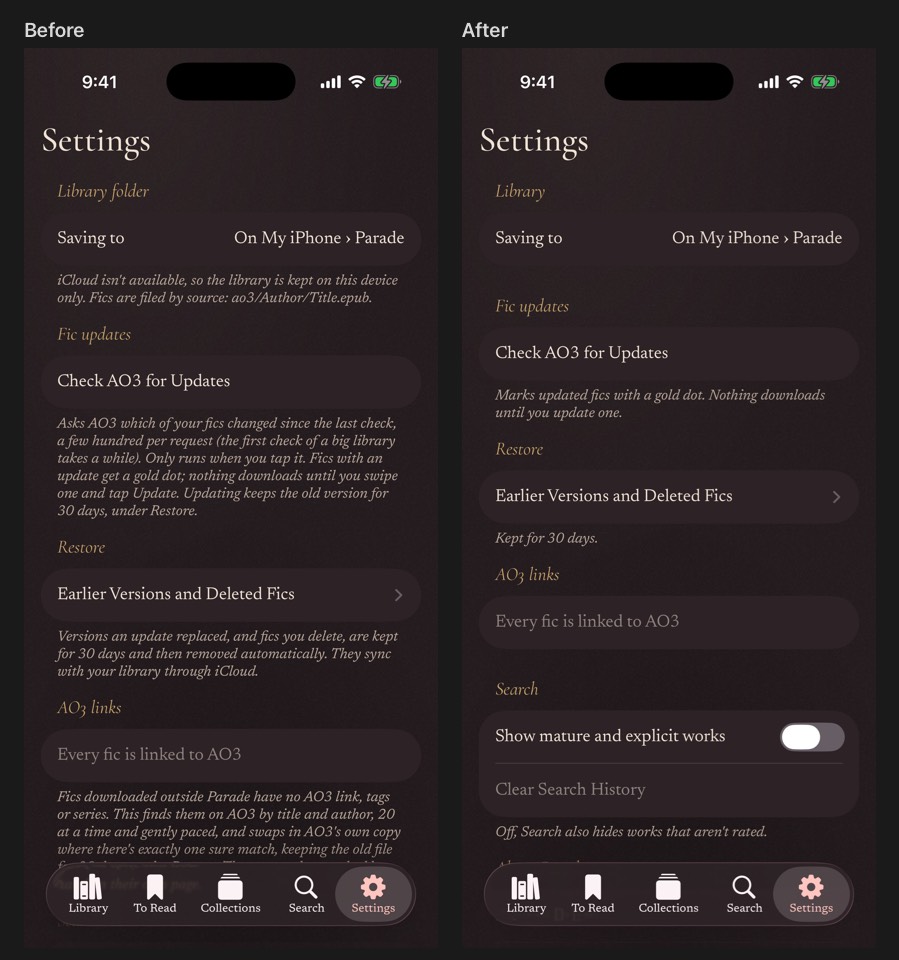 Before
9:41
Settings
Library folder
Saving to On My iPhone › Parade
iCloud isn't available, so the library is kept on this device
only. Fics are filed by source: ao3/Author/Title.epub.
Fic updates
Check AO3 for Updates
Asks AO3 which of your fics changed since the last check,
a few hundred per request (the first check of a big library
takes a while). Only runs when you tap it. Fics with an
update get a gold dot; nothing downloads until you swipe
one and tap Update. Updating keeps the old version for
30 days, under Restore.
Restore
Earlier Versions and Deleted Fics
Versions an update replaced, and fics you delete, are kept
for 30 days and then removed automatically. They sync
with your library through iCloud.
AO3 links
Every fic is linked to AO3
Fics downloaded outside Parade have no AO3 link, tags
or series. This finds them on AO3 by title and author, 20
at a time and gently paced, and swaps in AO3's own copy
where there's exactly one sure match, keeping the old file
Library To Read Collections Search Settings
After
9:41
Settings
Library
Saving to On My iPhone › Parade
Fic updates
Check AO3 for Updates
Marks updated fics with a gold dot. Nothing downloads
until you update one.
Restore
Earlier Versions and Deleted Fics
Kept for 30 days.
AO3 links
Every fic is linked to AO3
Search
Show mature and explicit works
Clear Search History
Off, Search also hides works that aren't rated.
Library To Read Collections Search Settings